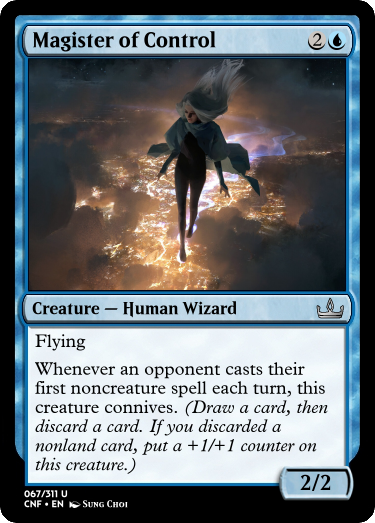 Magister of Control 2
Creature — Human Wizard
Flying
Whenever an opponent casts their
first noncreature spell each turn, this
creature connives. (Draw a card, then
discard a card. If you discarded a
nonland card, put a +1/+1 counter on
this creature.)
2/2
067/311 U
CNF • EN Sung Choi